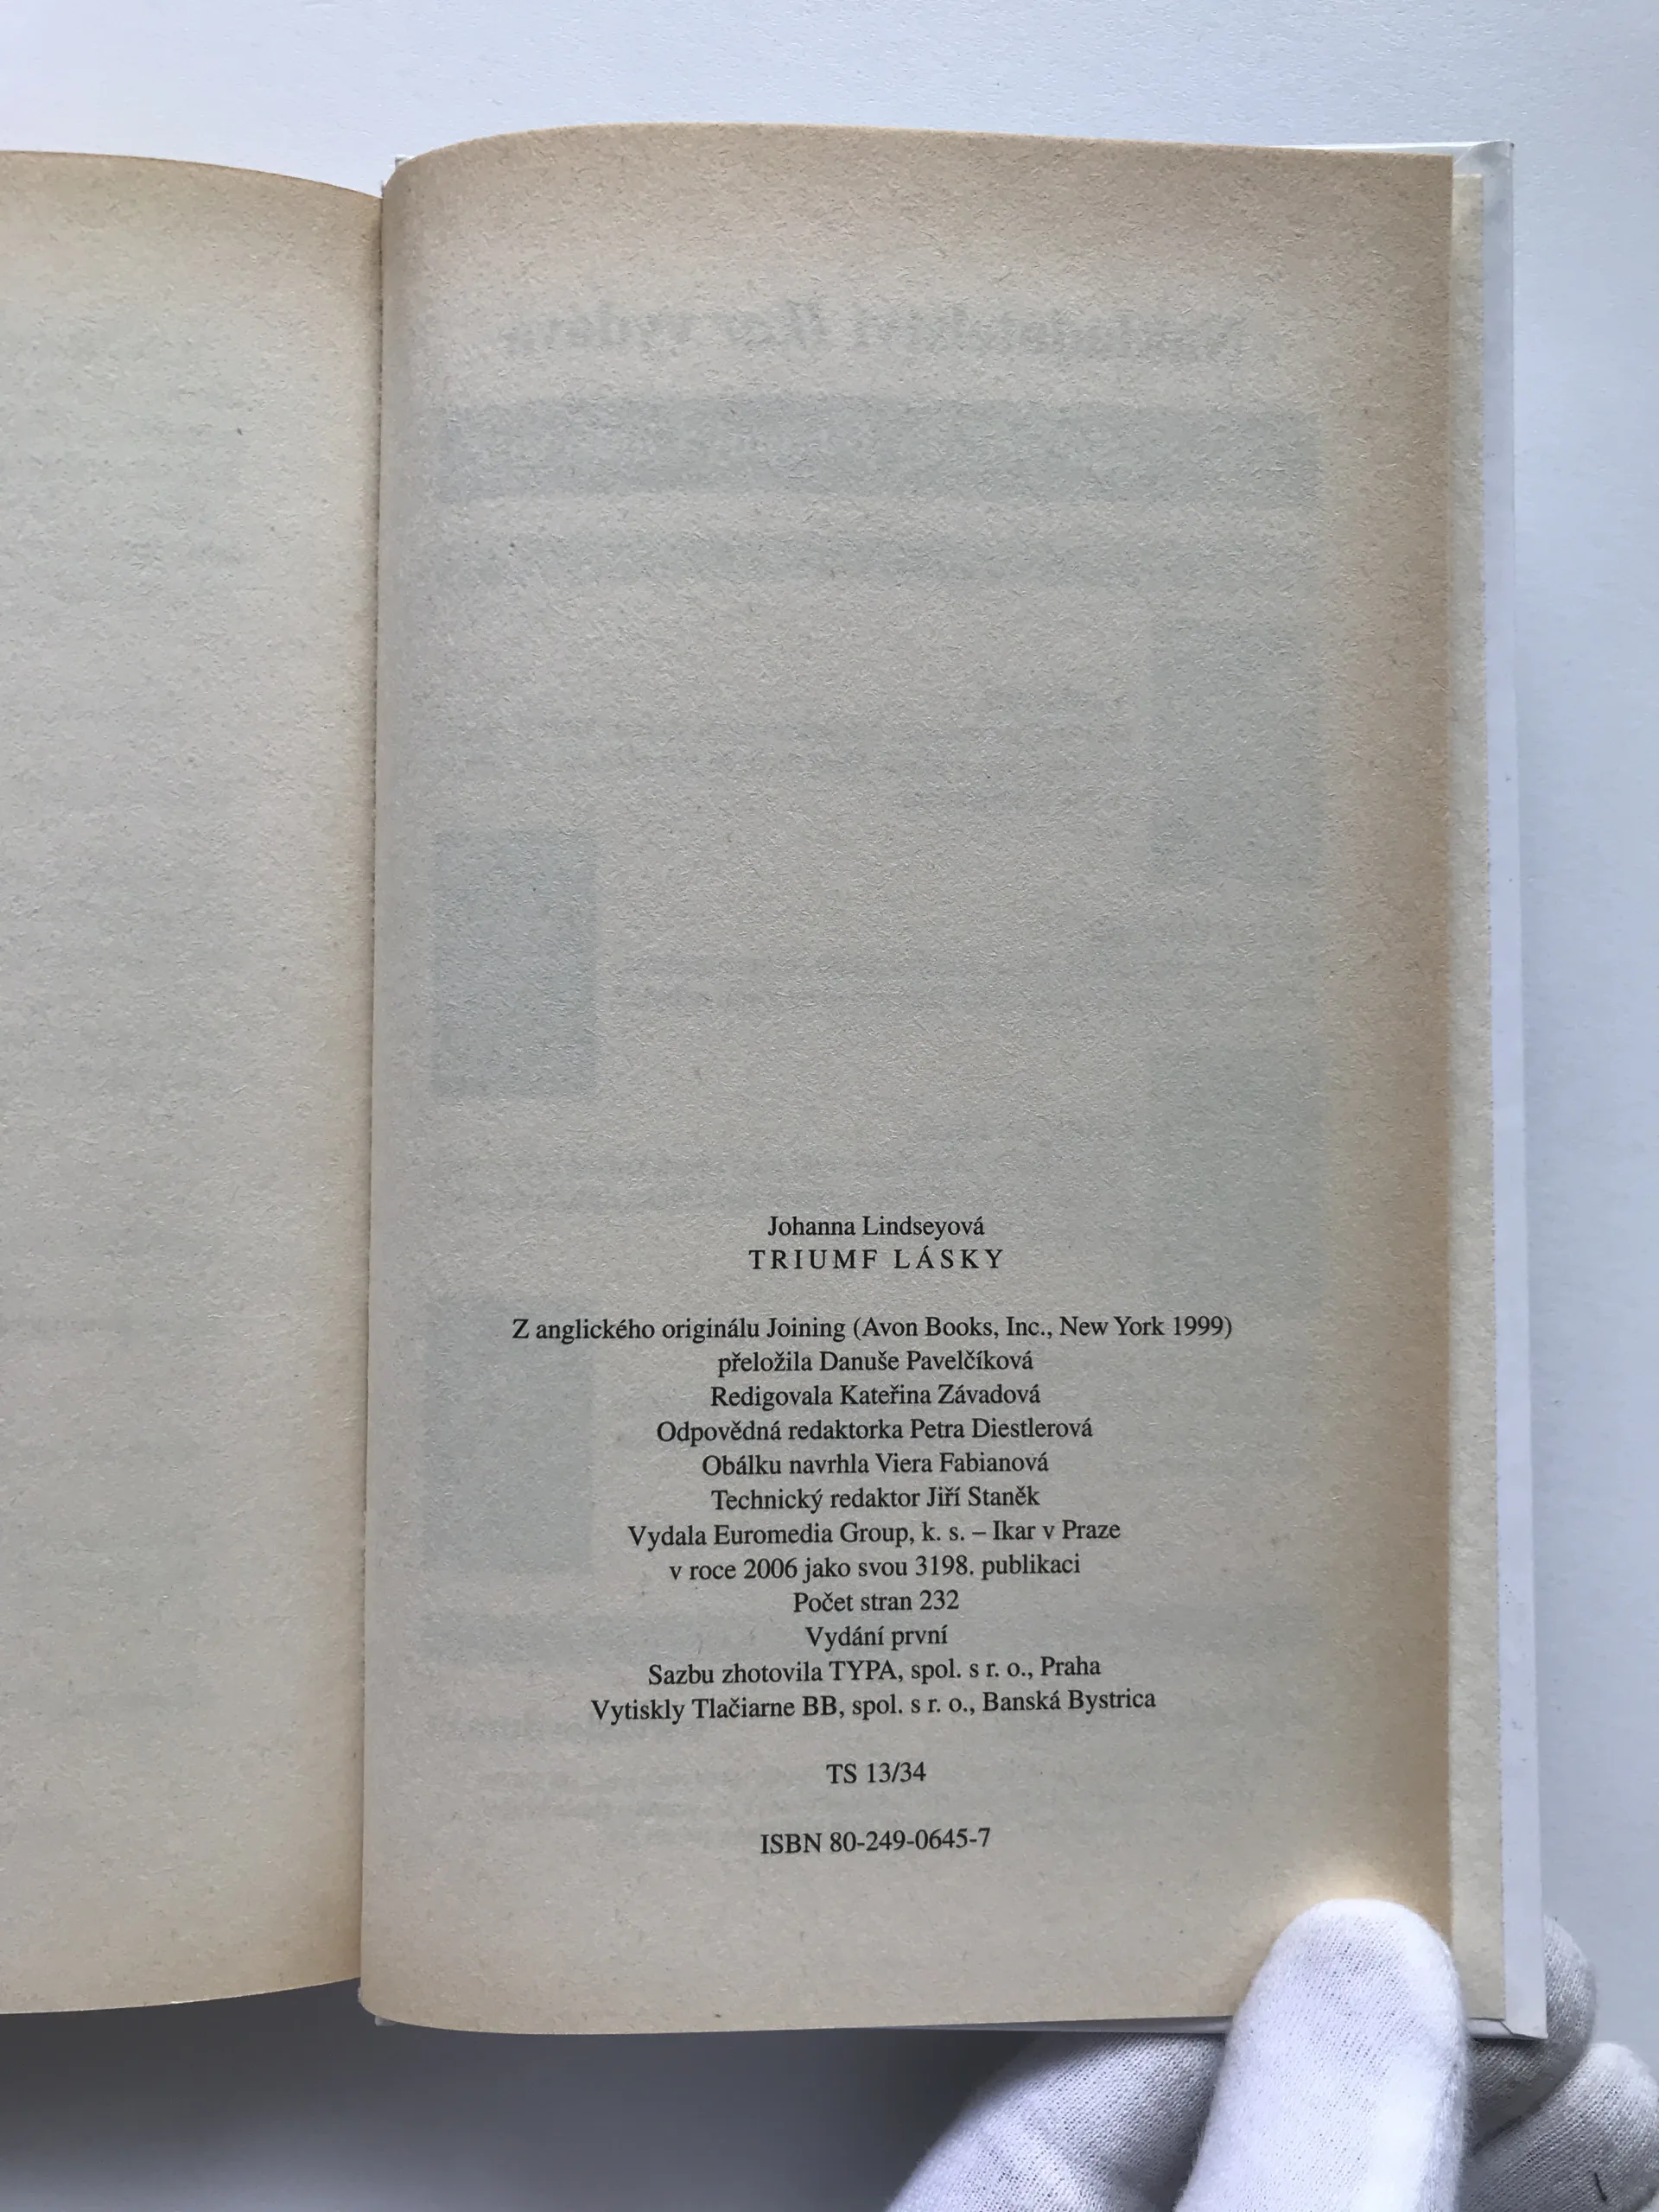 Johanna Lindseyová
TRIUMF LÁSKY
Z anglického originálu Joining (Avon Books, Inc., New York 1999)
přeložila Danuše Pavelčíková
Redigovala Kateřina Závadová
Odpovědná redaktorka Petra Diestlerová
Obálku navrhla Viera Fabianová
Technický redaktor Jiří Staněk
Vydala Euromedia Group, k. s. – Ikar v Praze
v roce 2006 jako svou 3198. publikaci
Počet stran 232
Vydání první
Sazbu zhotovila TYPA, spol. s r. o., Praha
Vytiskly Tlačiarne BB, spol. s r. o., Banská Bystrica
TS 13/34
ISBN 80-249-0645-7